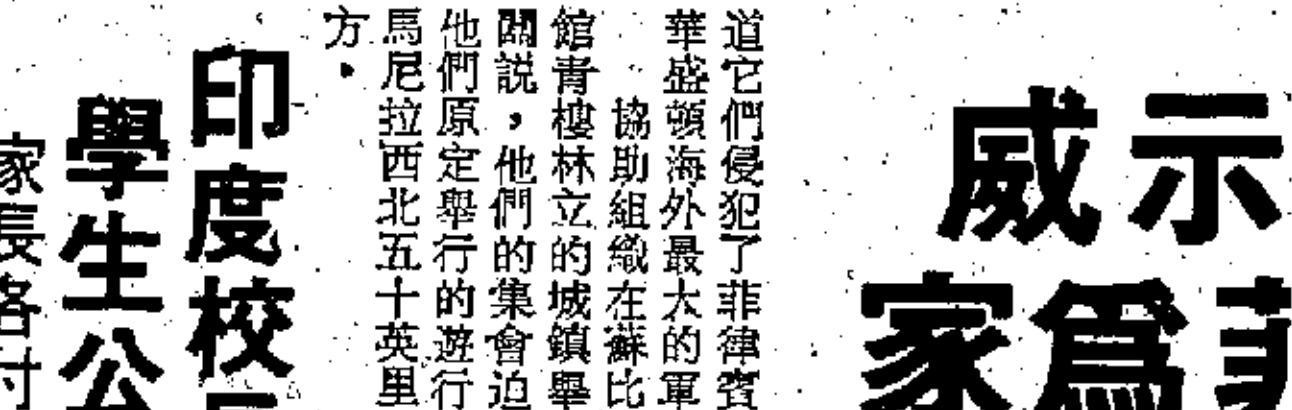 示威
爲家
道它們侵犯了菲律賓
華盛頓海外最大的軍
協助組織在蘇比
館青樓林立的城鎮舉
說，他們的集會迫
他們原定舉行的遊行
馬尼拉西北五十英里
方。
印度校
學生公
家長各付